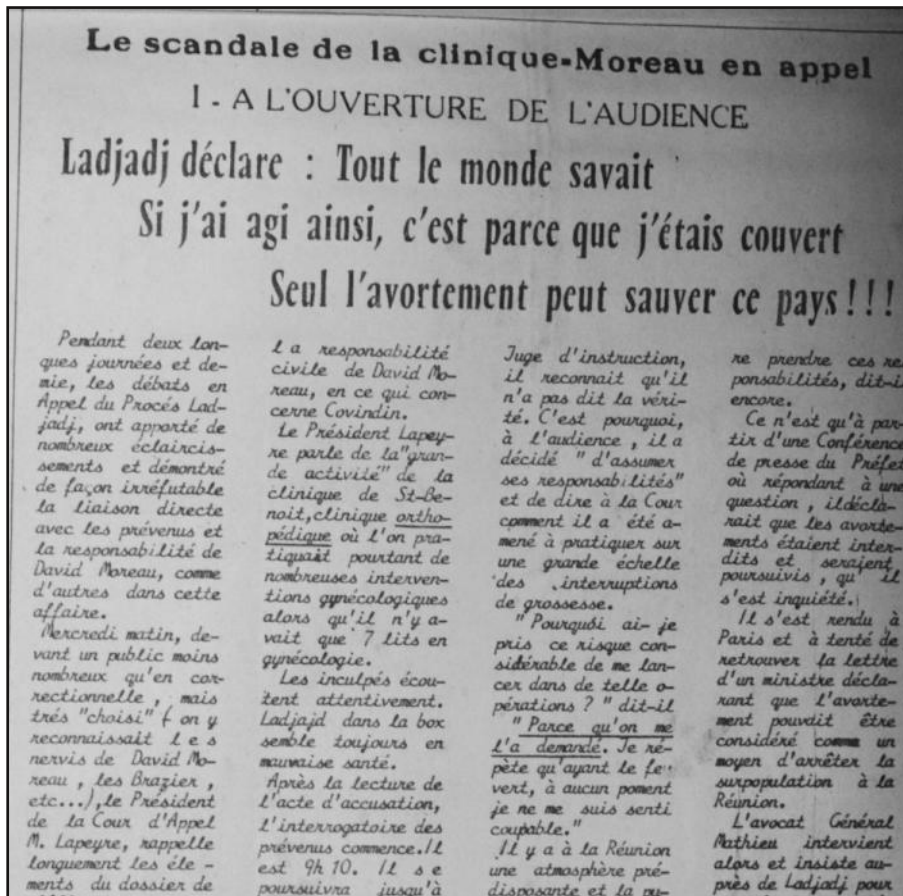 Le scandale de la clinique-Moreau en appel
I - A L'OUVERTURE DE L'AUDIENCE
Ladjadj déclare : Tout le monde savait
Si j'ai agi ainsi, c'est parce que j'étais couvert
Seul l'avortement peut sauver ce pays !!!
Pendant deux lon-
gues journées et de-
mie, les débats en
Appel du Procés Lad-
jadj, ont apporté de
nombreux éclaircis-
sements et démontré
de façon irréfutable
la liaison directe
avec les prévenus et
la responsabilité de
David Moreau, comme
d'autres dans cette
affaire.
Mercredi matin, de-
vant un public moins
nombreux qu'en cor-
rectionnelle, mais
trés "choisi" ( on y
reconnaissait les
nervis de David Mo-
reau, les Brazier,
etc...), le Président
de la Cour d'Appel
M. Lapeyre, rappelle
longuement les élé -
ments du dossier de
La responsabilité
civile de David Mo-
reau, en ce qui con-
cerne Covindin.
Le Président Lapey-
re parle de la "gran-
de activité" de la
clinique de St-Be-
noit, clinique ortho-
pédique où l'on pra-
tiquait pourtant de
nombreuses interven-
tions gynécologiques
alors qu'il n'y a-
vait que 7 lits en
gynécologie.
Les inculpés écou-
tent attentivement.
Ladjajd dans la box
semble toujours en
mauvaise santé.
Après la lecture de
l'acte d'accusation,
l'interrogatoire des
prévenus commence. Il
est 9h 10. Il se
poursuivra jusqu'à
Juge d'instruction,
il reconnait qu'il
n'a pas dit la véri-
té. C'est pourquoi,
à l'audience, il a
décidé " d'assumer
ses responsabilités"
et de dire à la Cour
comment il a été a-
mené à pratiquer sur
une grande échelle
des interruptions
de grossesse.
" Pourquoi ai- je
pris ce risque con-
sidérable de me lan-
cer dans de telle o-
pérations ? " dit-il
" Parce qu'on me
l'a demandé. Je ré-
pète qu'ayant le feu
vert, à aucun poment
je ne me suis senti
coupable."
Il y a à la Réunion
une atmosphère pré-
disposante et la pu-
re prendre ces re
ponsabilités, dit-il
encore.
Ce n'est qu'à par-
tir d'une Conférence
de presse du Préfet
où répondant à une
question, il décla-
rait que les avorte-
ments étaient inter-
dits et seraient
poursuivis, qu' il
s'est inquiété.
Il s'est rendu à
Paris et à tenté de
retrouver la lettre
d'un ministre décla-
rant que l'avorte-
ment pouvait être
considéré comme un
moyen d'arrêter la
surpopulation à la
Réunion.
L'avocat Général
Mathieu intervient
alors et insiste au-
près de Ladjadj pour